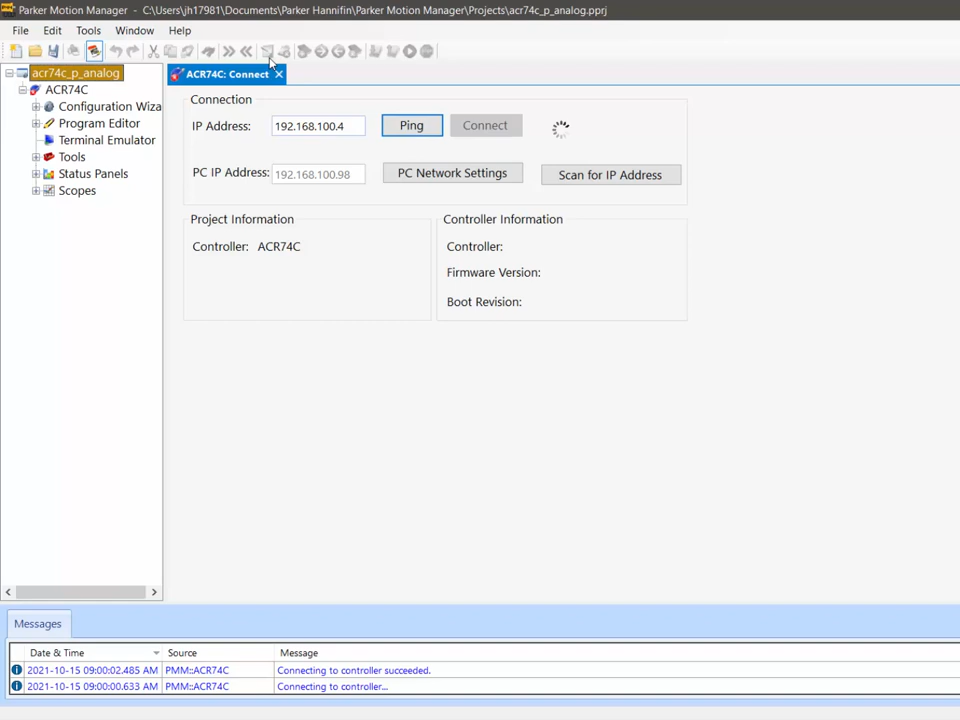 Parker Motion Manager - C:\Users\jh17981\Documents\Parker Hannifin\Parker Motion Manager\Projects\acr74c_p_analog.pprj
File Edit Tools Window Help
acr74c_p_analog
ACR74C
Configuration Wiza
Program Editor
Terminal Emulator
Tools
Status Panels
Scopes
ACR74C: Connect
Connection
IP Address: 192.168.100.4 Ping Connect
PC IP Address: 192.168.100.98 PC Network Settings Scan for IP Address
Project Information
Controller: ACR74C
Controller Information
Controller:
Firmware Version:
Boot Revision:
Messages
Date & Time Source Message
2021-10-15 09:00:02.485 AM PMM::ACR74C Connecting to controller succeeded.
2021-10-15 09:00:00.633 AM PMM::ACR74C Connecting to controller...